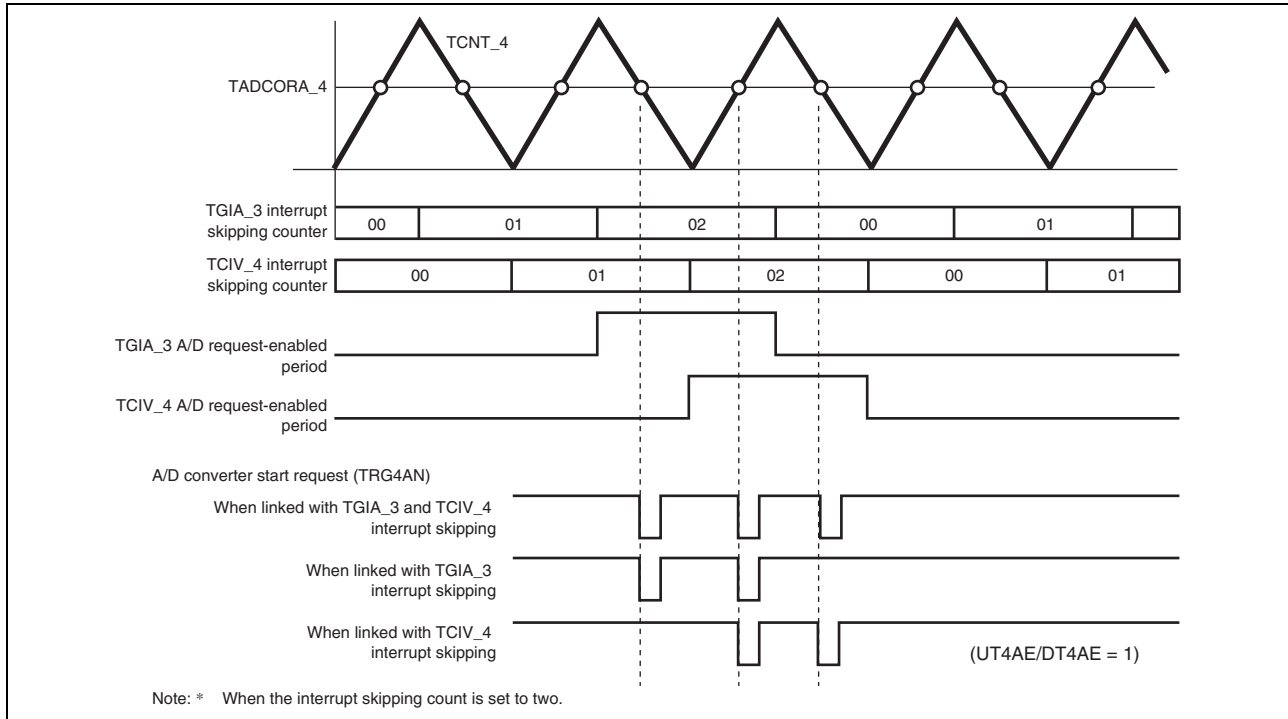 TCNT_4
TADCORA_4
TGIA_3 interrupt
skipping counter
00 01 02 00 01
TCIV_4 interrupt
skipping counter
00 01 02 00 01
TGIA_3 A/D request-enabled
period
TCIV_4 A/D request-enabled
period
A/D converter start request (TRG4AN)
When linked with TGIA_3 and TCIV_4
interrupt skipping
When linked with TGIA_3
interrupt skipping
When linked with TCIV_4
interrupt skipping
(UT4AE/DT4AE = 1)
Note: * When the interrupt skipping count is set to two.